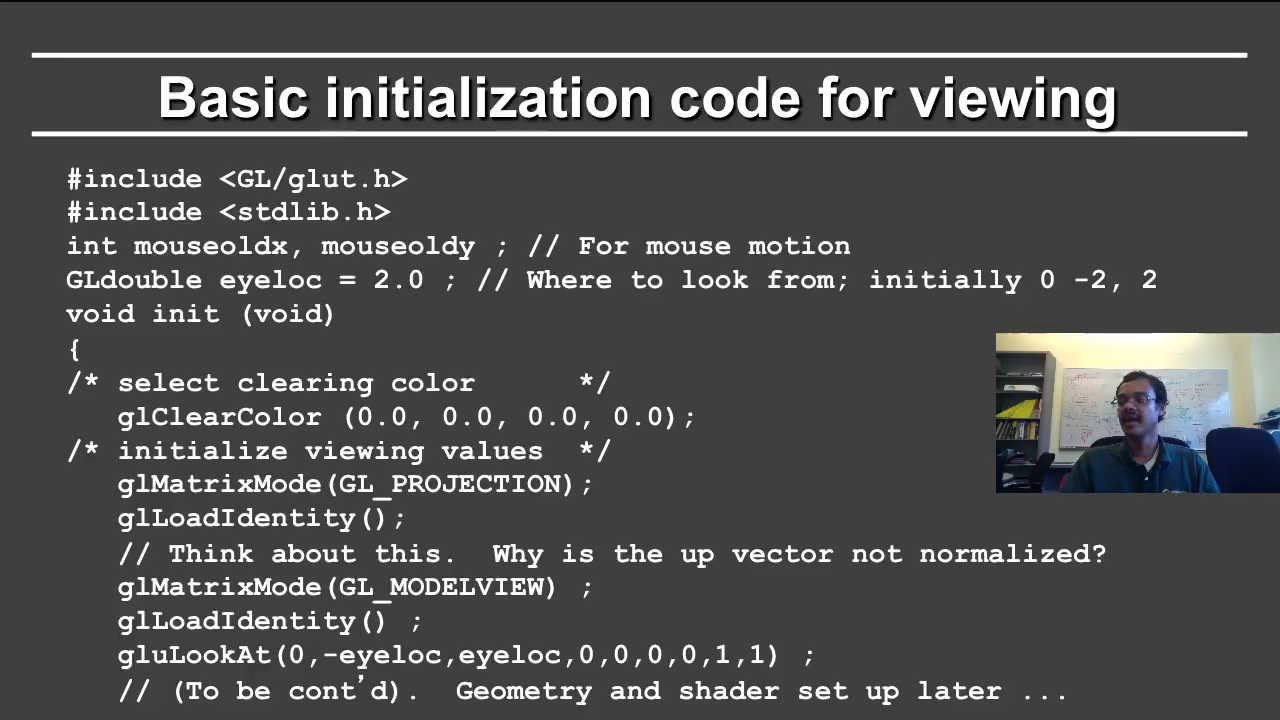 Basic initialization code for viewing
#include <GL/glut.h>
#include <stdlib.h>
int mouseoldx, mouseoldy ; // For mouse motion
GLdouble eyeloc = 2.0 ; // Where to look from; initially 0 -2, 2
void init (void)
{
/* select clearing color */
glClearColor (0.0, 0.0, 0.0, 0.0);
/* initialize viewing values */
glMatrixMode(GL_PROJECTION);
glLoadIdentity();
// Think about this. Why is the up vector not normalized?
glMatrixMode(GL_MODELVIEW) ;
glLoadIdentity() ;
gluLookAt(0,-eyeloc,eyeloc,0,0,0,0,1,1) ;
// (To be cont’d). Geometry and shader set up later ...